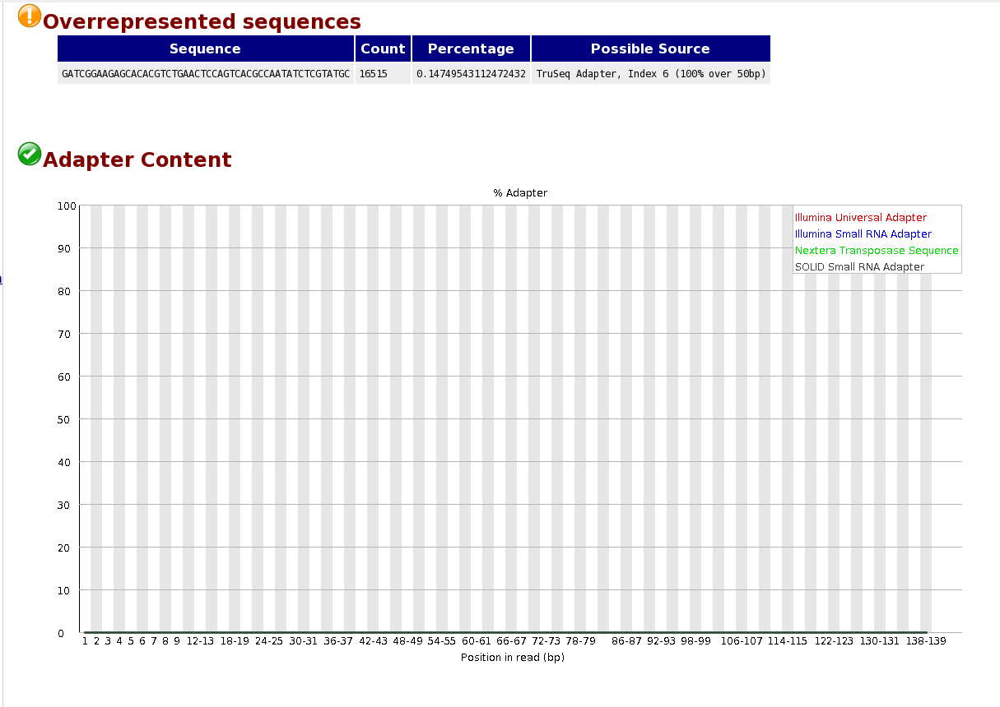 Overrepresented sequences
Sequence Count Percentage Possible Source
GATCGGAAGAGCACACGTCTGAACTCCAGTCACGCCAATATCTCGTATGC 16515 0.14749543112472432 TruSeq Adapter, Index 6 (100% over 50bp)
Adapter Content
% Adapter
100
90
80
70
60
50
40
30
20
10
0
Illumina Universal Adapter
Illumina Small RNA Adapter
Nextera Transposase Sequence
SOLID Small RNA Adapter
1 2 3 4 5 6 7 8 9 12-13 18-19 24-25 30-31 36-37 42-43 48-49 54-55 60-61 66-67 72-73 78-79 86-87 92-93 98-99 106-107 114-115 122-123 130-131 138-139
Position in read (bp)